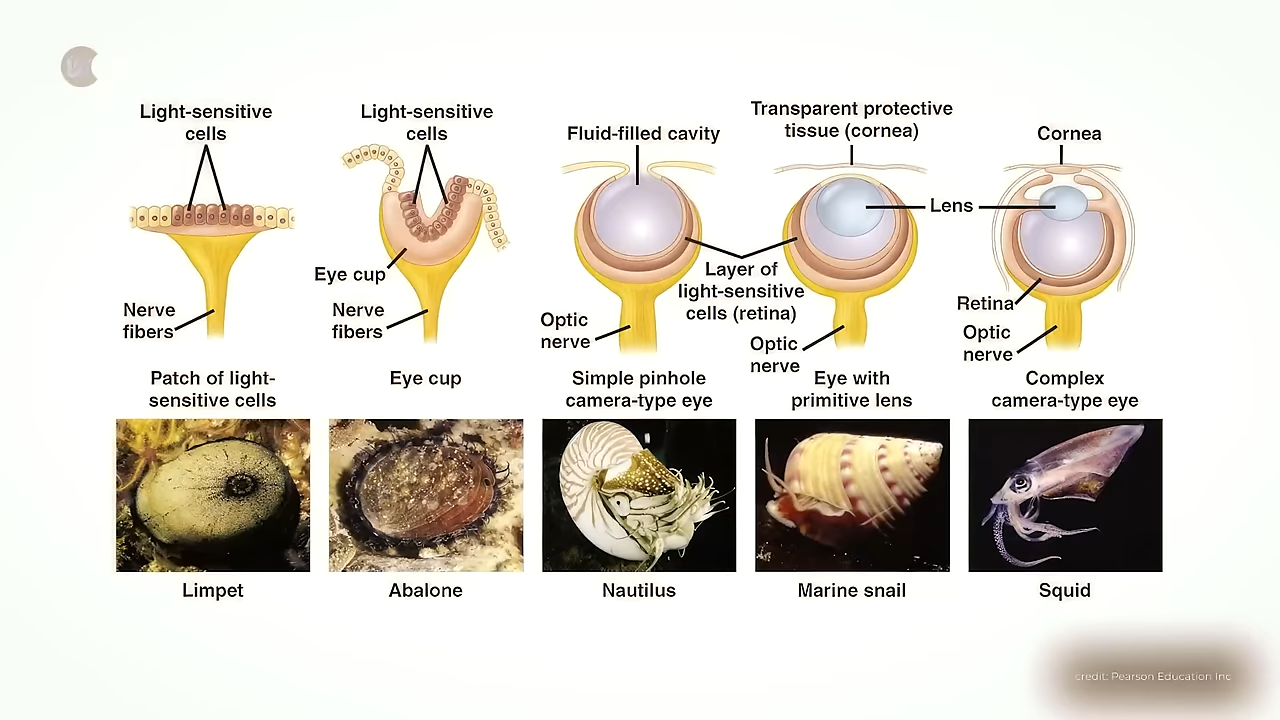 Light-sensitive
cells
Light-sensitive
cells
Fluid-filled cavity
Transparent protective
tissue (cornea)
Cornea
Lens
Eye cup
Layer of
light-sensitive
cells (retina)
Nerve
fibers
Nerve
fibers
Optic
nerve
Optic
nerve
Retina
Optic
nerve
Patch of light-
sensitive cells
Eye cup
Simple pinhole
camera-type eye
Eye with
primitive lens
Complex
camera-type eye
Limpet
Abalone
Nautilus
Marine snail
Squid
credit: Pearson Education Inc